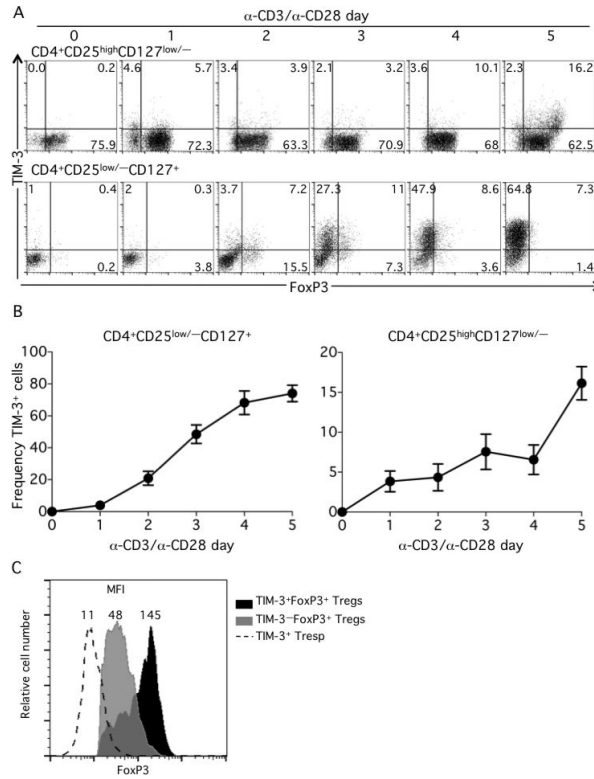 A
α-CD3/α-CD28 day
0 1 2 3 4 5
CD4⁺CD25ʰⁱᵍʰCD127ˡᵒʷ/⁻
0.0 0.2 4.6 5.7 3.4 3.9 2.1 3.2 3.6 10.1 2.3 16.2
75.9 72.3 63.3 70.9 68 62.5
TIM-3
CD4⁺CD25ˡᵒʷ/⁻CD127⁺
1 0.4 2 0.3 3.7 7.2 27.3 11 47.9 8.6 64.8 7.3
0.2 3.8 15.5 7.3 3.6 1.4
FoxP3
B
CD4⁺CD25ˡᵒʷ/⁻CD127+
CD4⁺CD25ʰⁱᵍʰCD127ˡᵒʷ/⁻
Frequency TIM-3⁺ cells
100
80
60
40
20
0
0 1 2 3 4 5
α-CD3/α-CD28 day
20
15
10
5
0
0 1 2 3 4 5
α-CD3/α-CD28 day
C
MFI
11 48 145
Relative cell number
FoxP3
TIM-3⁺FoxP3⁺ Tregs
TIM-3⁻FoxP3⁺ Tregs
TIM-3⁺ Tresp